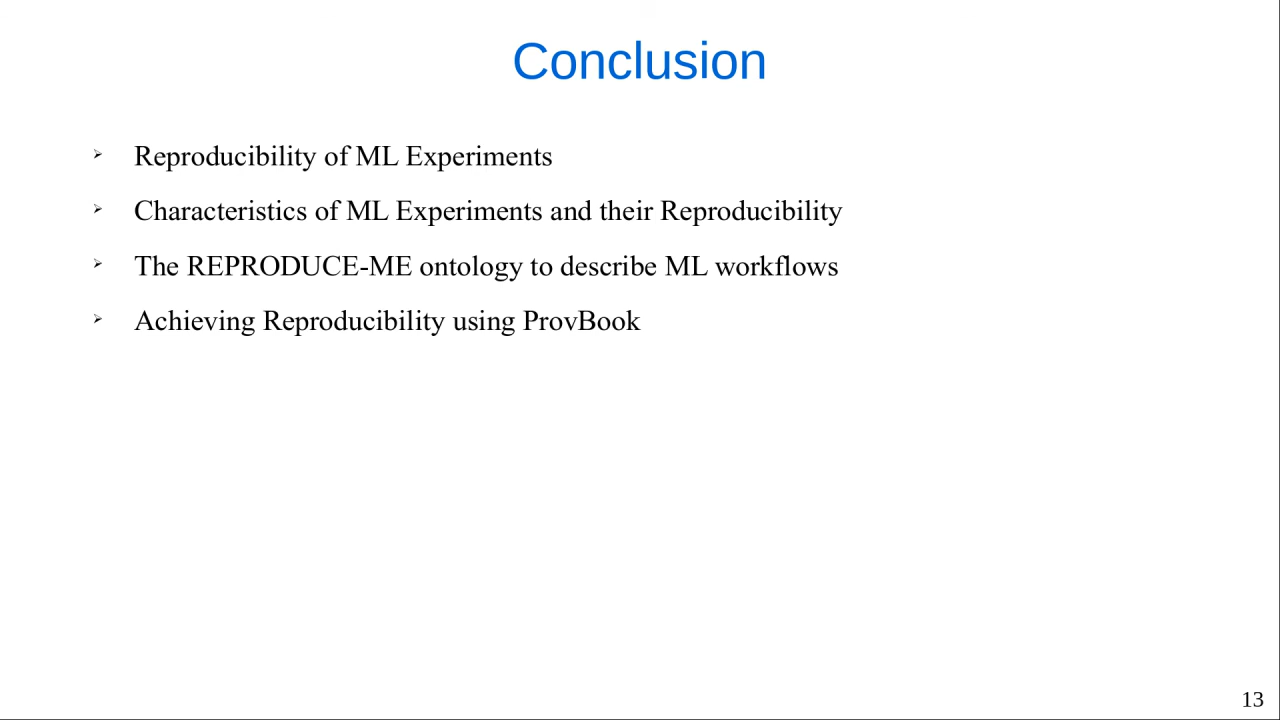 Conclusion
➢ Reproducibility of ML Experiments
➢ Characteristics of ML Experiments and their Reproducibility
➢ The REPRODUCE-ME ontology to describe ML workflows
➢ Achieving Reproducibility using ProvBook
13